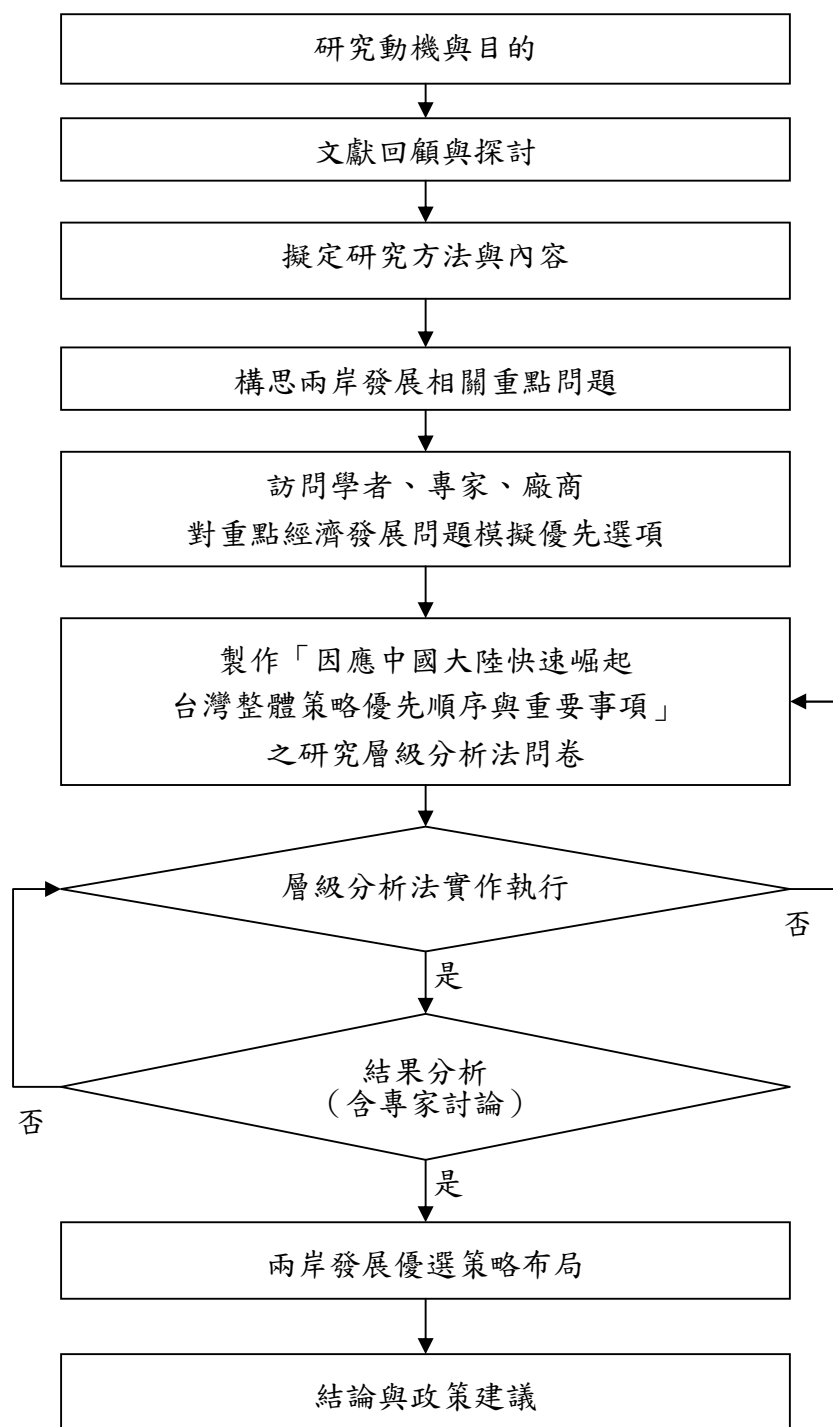 研究動機與目的
文獻回顧與探討
擬定研究方法與內容
構思兩岸發展相關重點問題
訪問學者、專家、廠商
對重點經濟發展問題模擬優先選項
製作「因應中國大陸快速崛起
台灣整體策略優先順序與重要事項」
之研究層級分析法問卷
層級分析法實作執行
否
是
結果分析
（含專家討論）
否
是
兩岸發展優選策略布局
結論與政策建議